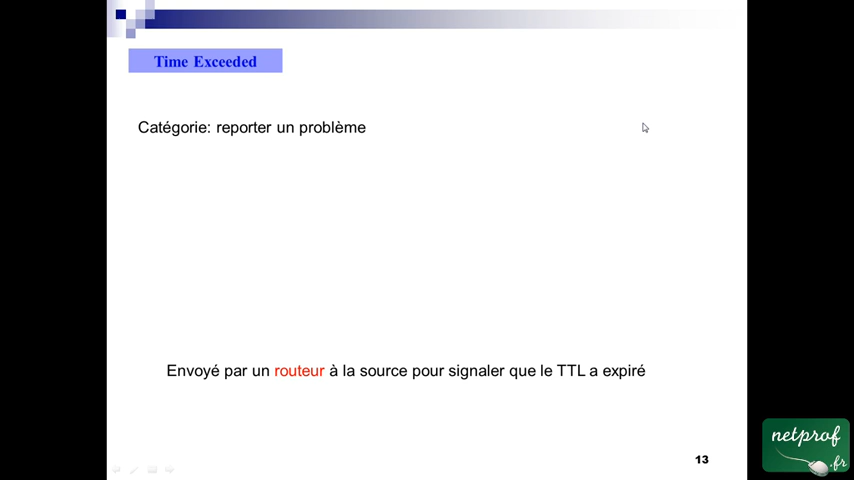 Time Exceeded
Catégorie: reporter un problème
Envoyé par un routeur à la source pour signaler que le TTL a expiré
13
netprof
.fr